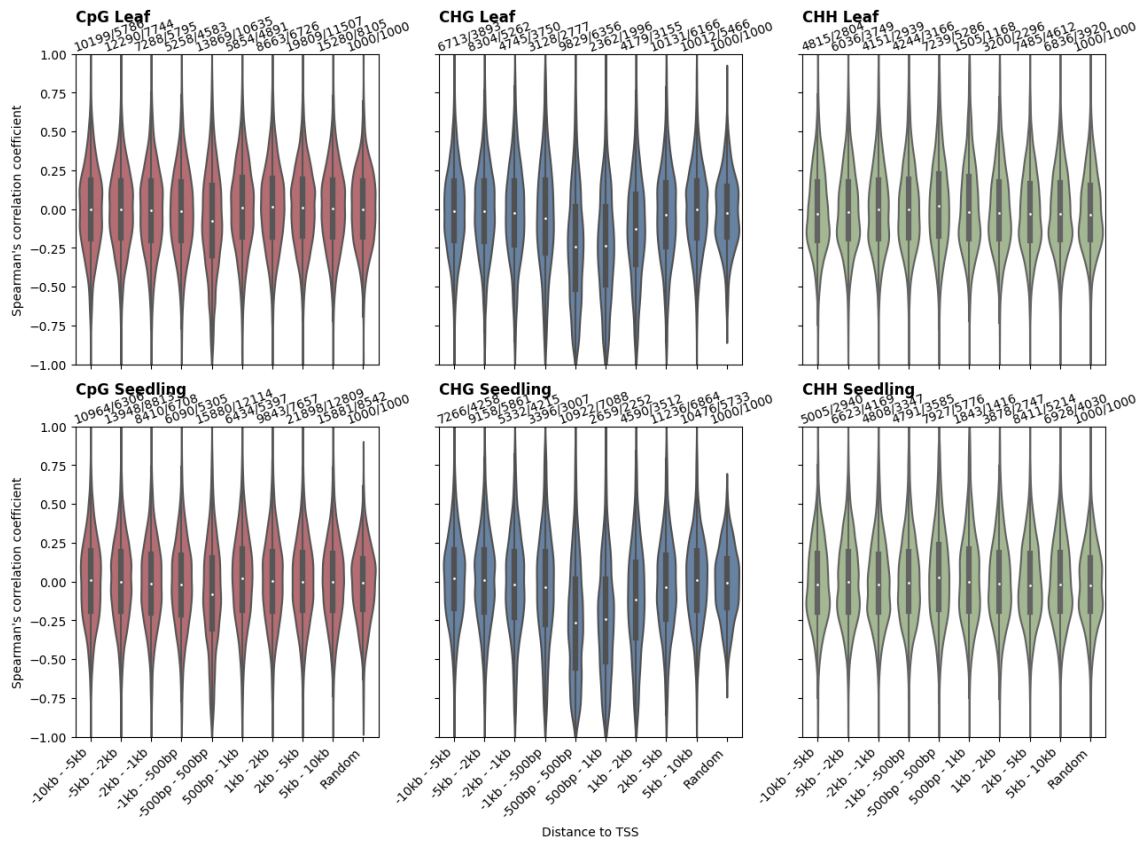 CpG Leaf
10199/5780 12290/7744 7288/5795 5258/4583 13869/10635 5854/4891 8663/6726 19809/11507 15280/8105 1000/1000
CHG Leaf
6713/3893 8304/5262 4745/3750 3128/2777 9829/6356 2362/1996 4179/3155 10131/6166 10012/5466 1000/1000
CHH Leaf
4815/2804 6036/3749 4151/2939 4244/3166 7239/5286 1505/1168 3200/2296 7485/4612 6836/3920 1000/1000
Spearman's correlation coefficient
1.00
0.75
0.50
0.25
0.00
−0.25
−0.50
−0.75
−1.00
CpG Seedling
13948/8813 8410/6708 6090/5305 15880/12114 6434/5397 9843/7657 21898/12809 15881/8542 1000/1000
CHG Seedling
7266/4258 9158/5861 5332/4215 3396/3007 10922/7088 2659/2252 4590/3512 11236/6864 10476/5733 1000/1000
CHH Seedling
5005/2940 6623/4169 4808/3347 4791/3585 7927/5776 1843/1416 3878/2747 8411/5214 6928/4030 1000/1000
Spearman's correlation coefficient
1.00
0.75
0.50
0.25
0.00
−0.25
−0.50
−0.75
−1.00
-10kb - -5kb
-5kb - -2kb
-2kb - -1kb
-1kb - -500bp
-500bp - 500bp
500bp - 1kb
1kb - 2kb
2kb - 5kb
5kb - 10kb
Random
-10kb - -5kb
-5kb - -2kb
-2kb - -1kb
-1kb - -500bp
-500bp - 500bp
500bp - 1kb
1kb - 2kb
2kb - 5kb
5kb - 10kb
Random
-10kb - -5kb
-5kb - -2kb
-2kb - -1kb
-1kb - -500bp
-500bp - 500bp
500bp - 1kb
1kb - 2kb
2kb - 5kb
5kb - 10kb
Random
Distance to TSS